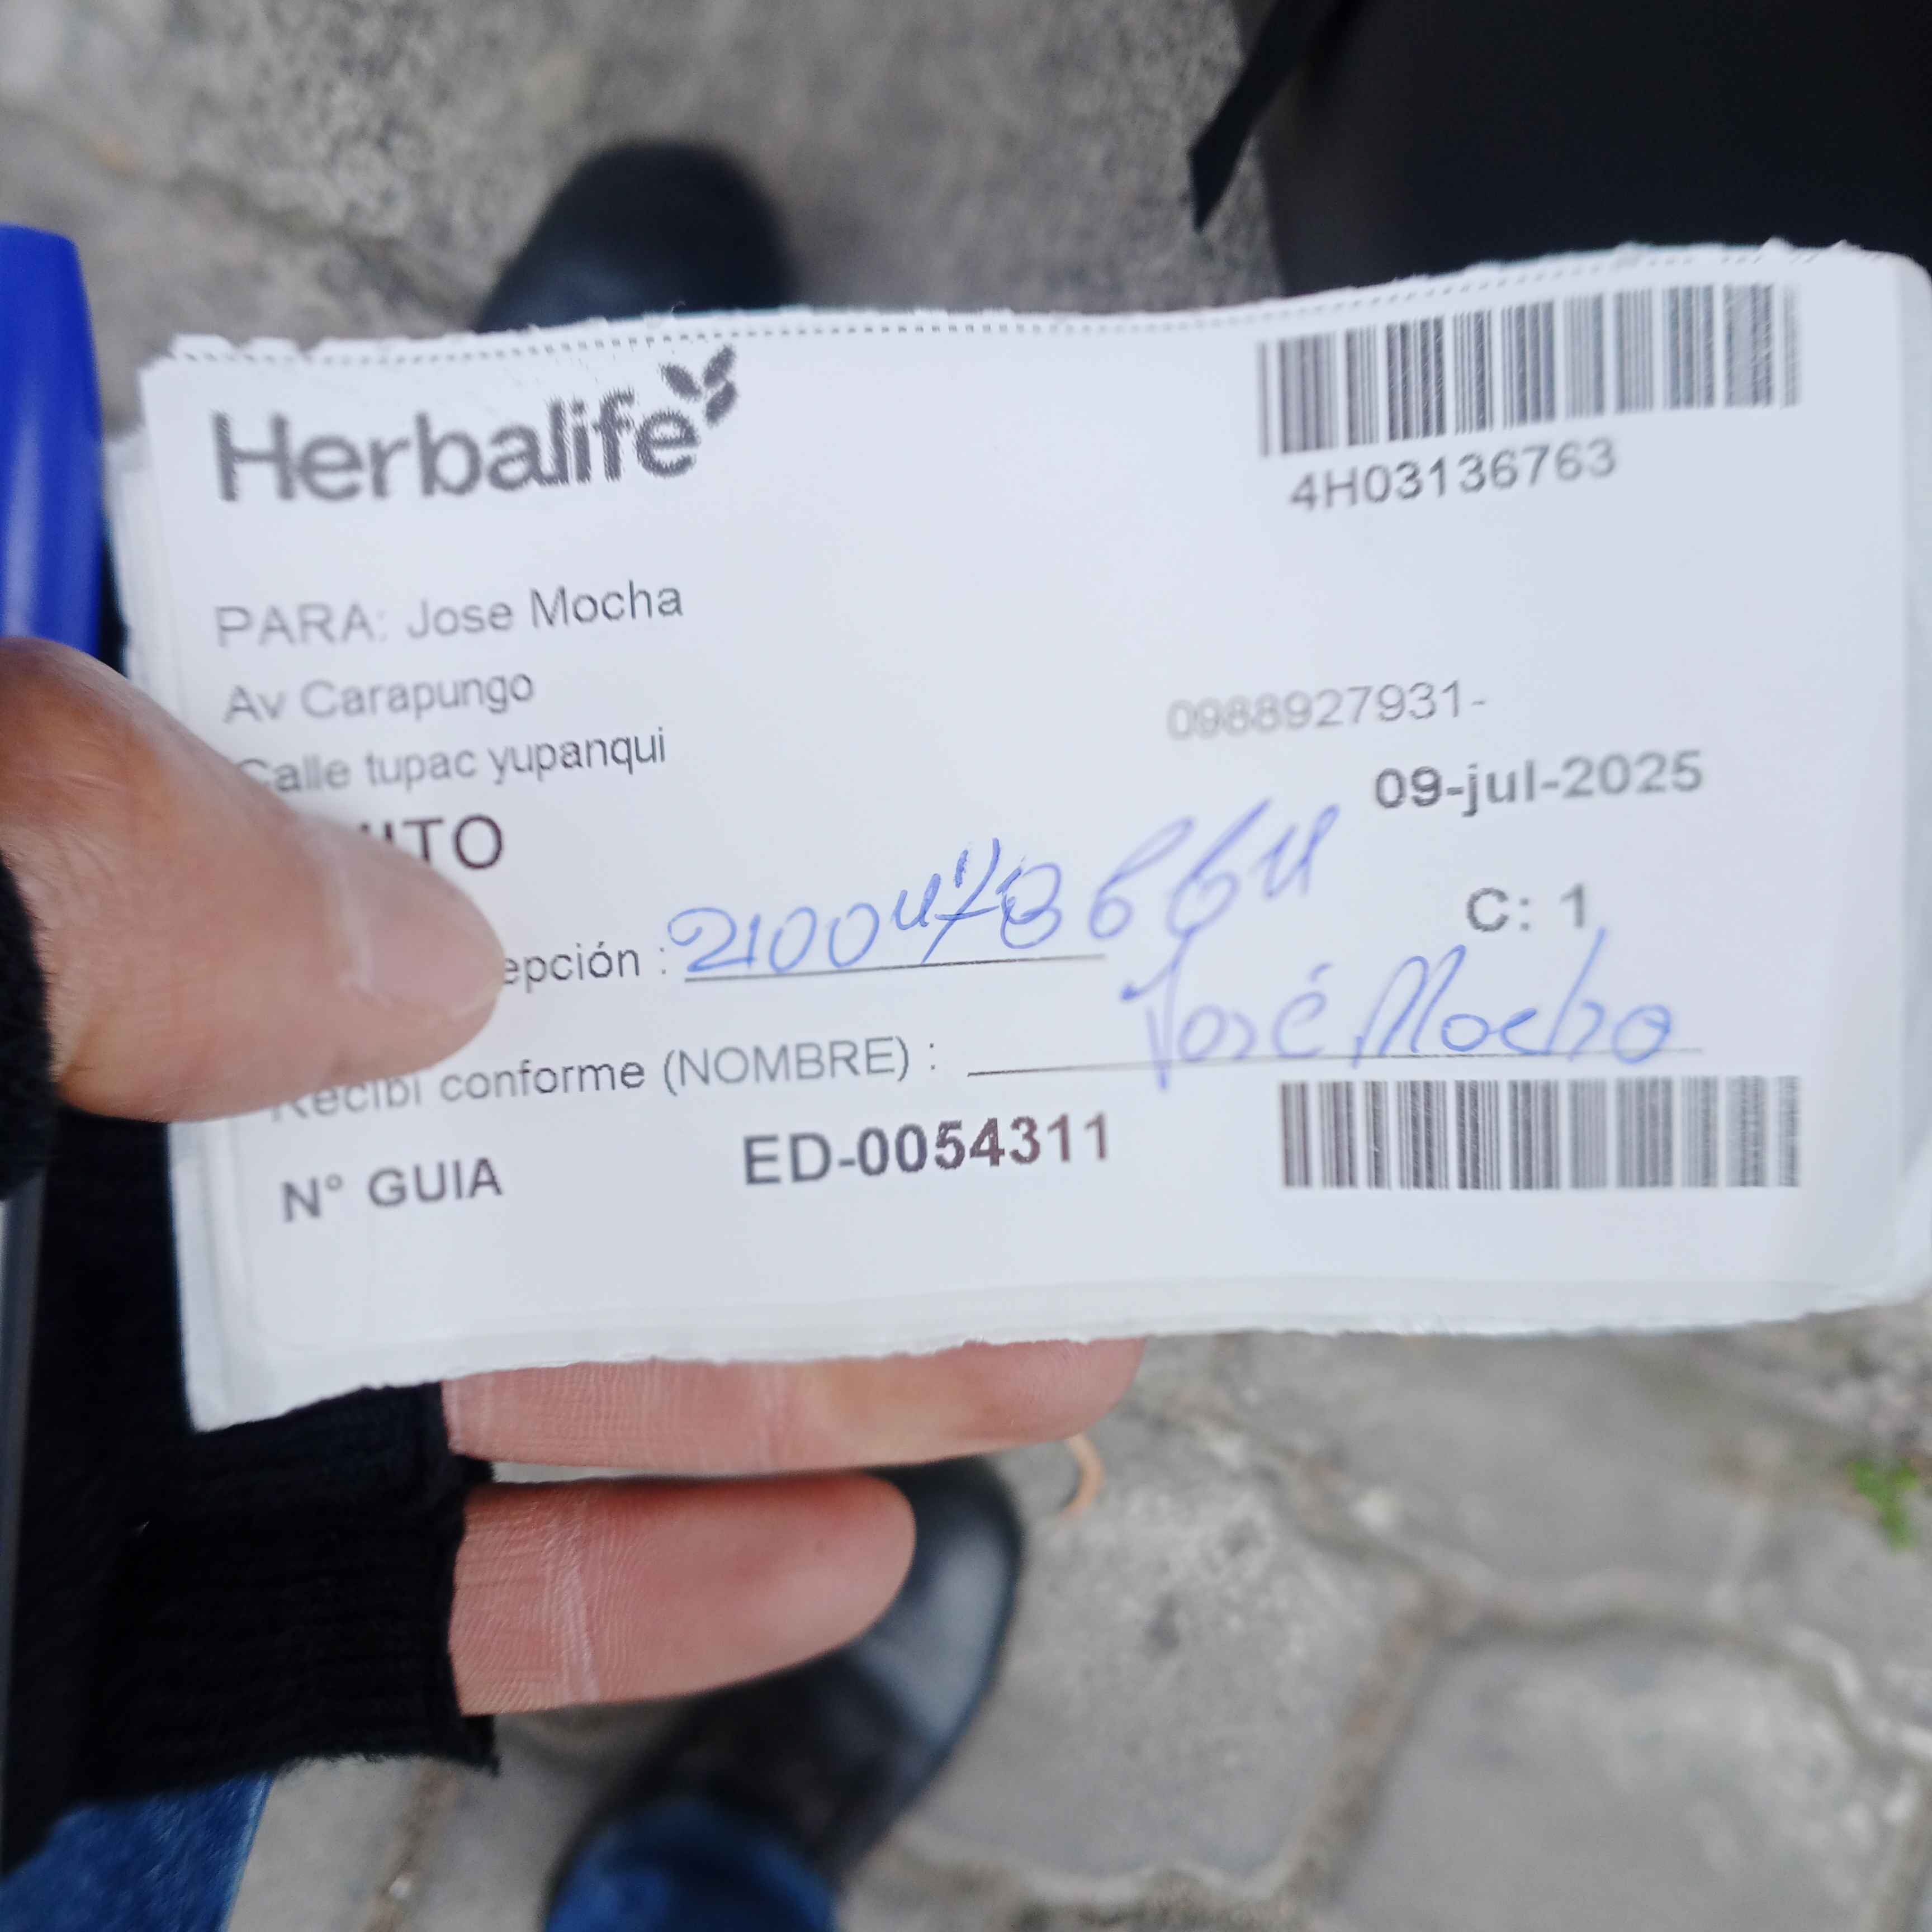 Herbalife
4H03136763
PARA: Jose Mocha
Av Carapungo
0988927931-
Calle tupac yupanqui
09-jul-2025
C: 1
epción :
Recibí conforme (NOMBRE) : José Mocha
N° GUIA ED-0054311